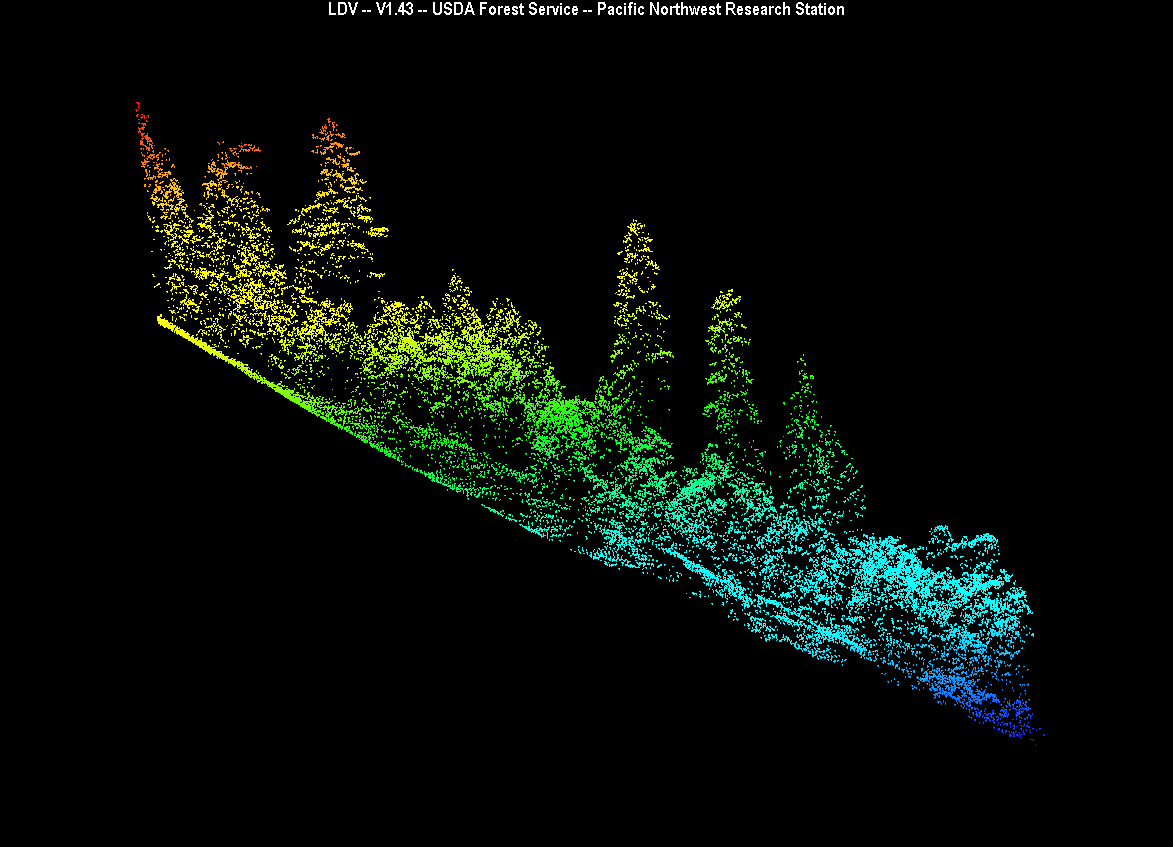 LDV -- V1.43 -- USDA Forest Service -- Pacific Northwest Research Station